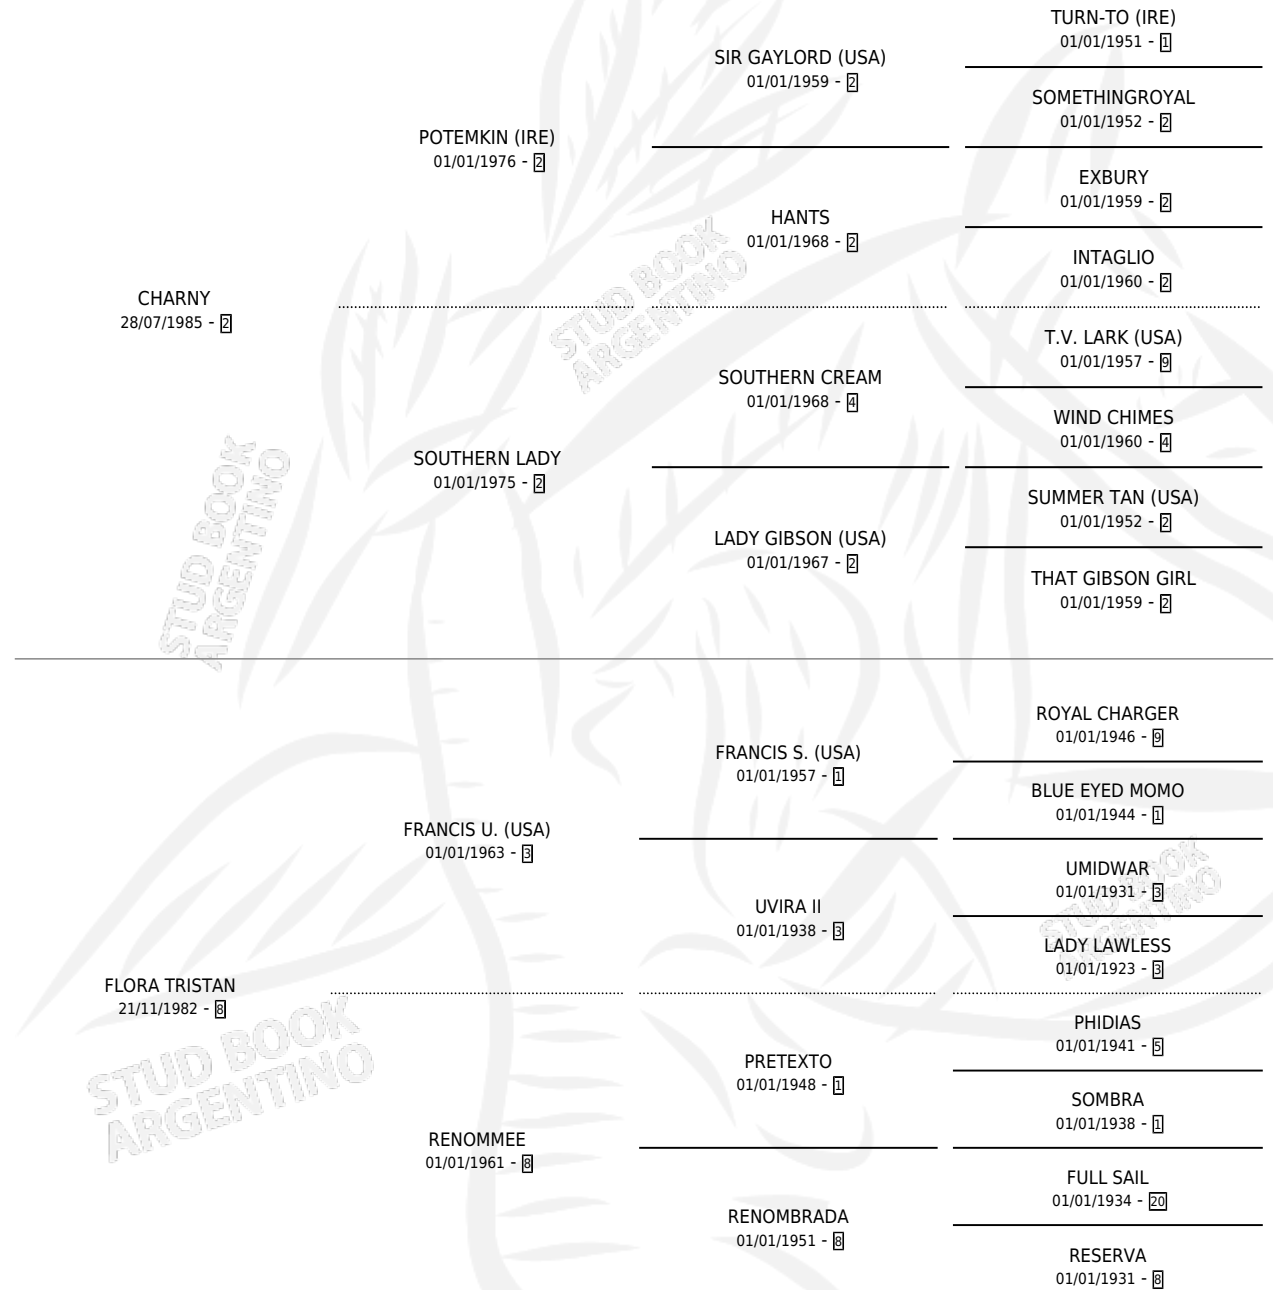 TURN-TO (IRE)
01/01/1951 - 1
SIR GAYLORD (USA)
01/01/1959 - 2
SOMETHINGROYAL
01/01/1952 - 2
POTEMKIN (IRE)
01/01/1976 - 2
EXBURY
01/01/1959 - 2
HANTS
01/01/1968 - 2
INTAGLIO
01/01/1960 - 2
CHARNY
28/07/1985 - 2
STUD BOOK
ARGENTINO
T.V. LARK (USA)
01/01/1957 - 9
SOUTHERN CREAM
01/01/1968 - 4
WIND CHIMES
01/01/1960 - 4
SOUTHERN LADY
01/01/1975 - 2
SUMMER TAN (USA)
01/01/1952 - 2
LADY GIBSON (USA)
01/01/1967 - 2
THAT GIBSON GIRL
01/01/1959 - 2
STUD BOOK
ARGENTINO
ROYAL CHARGER
01/01/1946 - 9
FRANCIS S. (USA)
01/01/1957 - 1
BLUE EYED MOMO
01/01/1944 - 1
FRANCIS U. (USA)
01/01/1963 - 3
UMIDWAR
01/01/1931 - 3
UVIRA II
01/01/1938 - 3
LADY LAWLESS
01/01/1923 - 3
STUD BOOK
ARGENTINO
FLORA TRISTAN
21/11/1982 - 8
PHIDIAS
01/01/1941 - 5
PRETEXTO
01/01/1948 - 1
SOMBRA
01/01/1938 - 1
STUD BOOK
ARGENTINO
RENOMMEE
01/01/1961 - 8
FULL SAIL
01/01/1934 - 20
RENOMBRADA
01/01/1951 - 8
RESERVA
01/01/1931 - 8